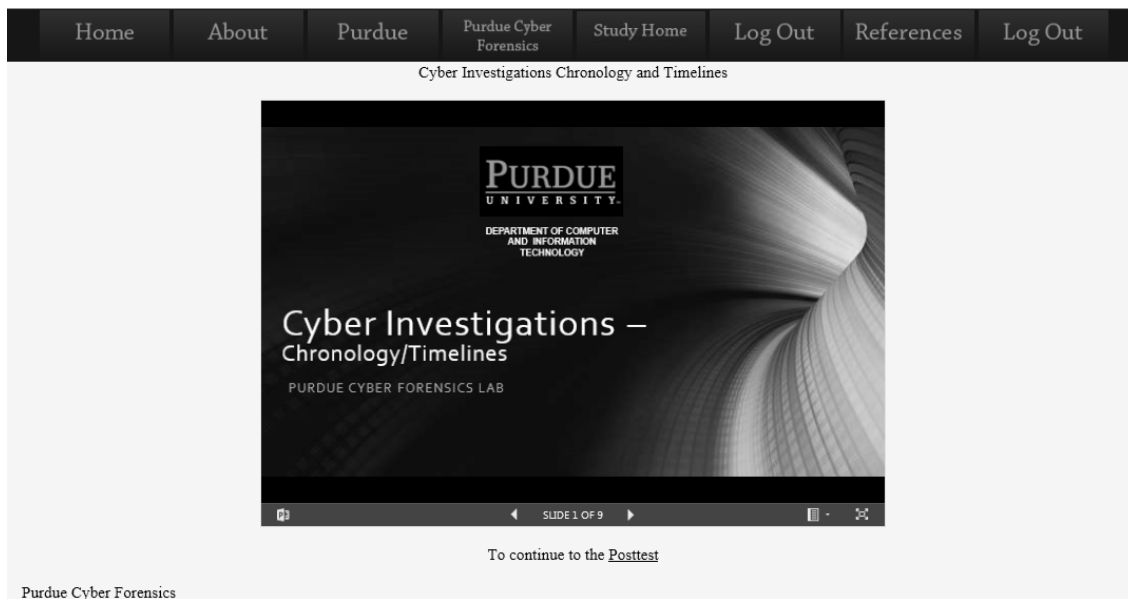 Home About Purdue Purdue Cyber Forensics Study Home Log Out References Log Out
Cyber Investigations Chronology and Timelines
PURDUE
UNIVERSITY
DEPARTMENT OF COMPUTER
AND INFORMATION
TECHNOLOGY
Cyber Investigations –
Chronology/Timelines
PURDUE CYBER FORENSICS LAB
SLIDE 1 OF 9
To continue to the Posttest
Purdue Cyber Forensics